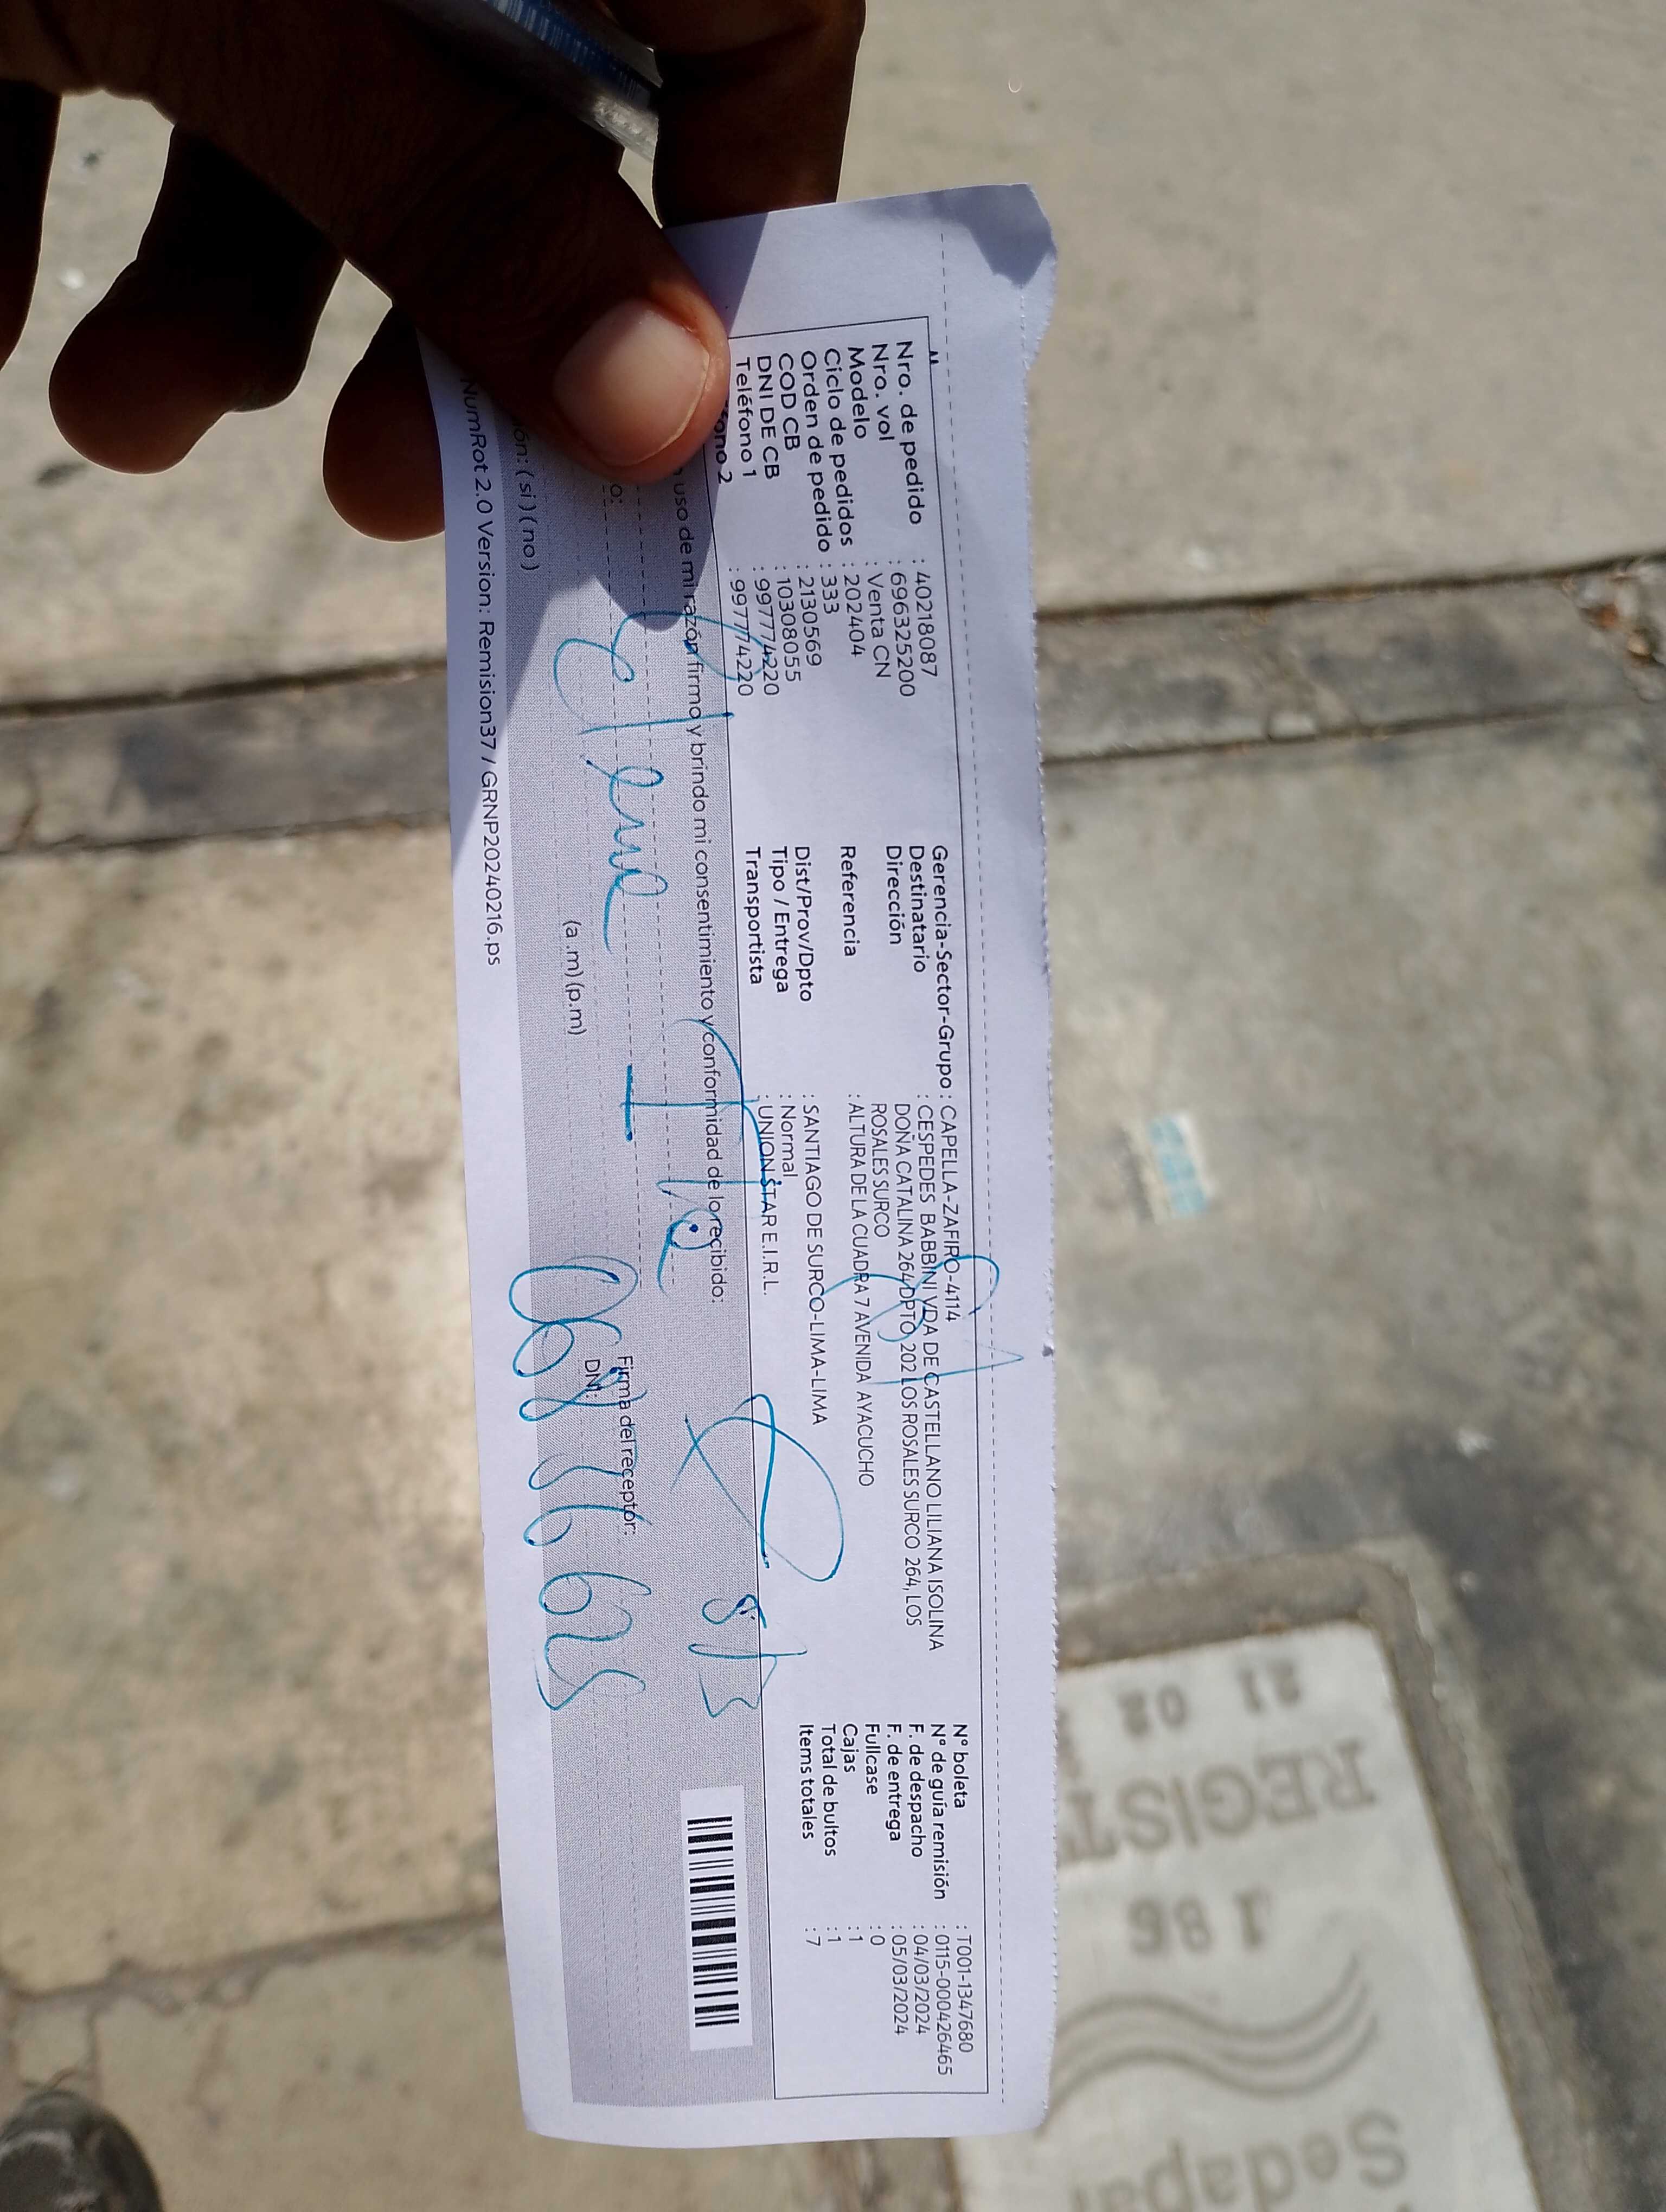 Nro. de pedido : 40218087
Nro. vol : 696325200
Modelo : Venta CN
Ciclo de pedidos : 202404
Orden de pedido : 333
COD CB : 2130569
DNI DE CB : 10308055
Teléfono 1 : 997774220
fono 2 : 997774220
Gerencia-Sector-Grupo : CAPELLA-ZAFIRO-4114
Destinatario : CESPEDES BABBINI VDA DE CASTELLANO LILIANA ISOLINA
Dirección DOÑA CATALINA 264 DPTO 202 LOS ROSALES SURCO 264, LOS
ROSALES SURCO
Referencia : ALTURA DE LA CUADRA 7 AVENIDA AYACUCHO
Dist/Prov/Dpto : SANTIAGO DE SURCO-LIMA-LIMA
Tipo / Entrega : Normal
Transportista : UNION STAR E.I.R.L.
N° boleta : T001-1347680
N° de guía remisión : 0115-000426465
F. de despacho : 04/03/2024
F. de entrega : 05/03/2024
Fullcase : 0
Cajas : 1
Total de bultos : 1
Items totales : 7
uso de mi razón firmo y brindo mi consentimiento y conformidad de lo recibido:
o:
Firma del receptor:
DNI:
(a.m) (p.m)
ón: ( si ) ( no )
NumRot 2.0 Version: Remision37 / GRNP20240216.ps
Sedapal
186
REGIST